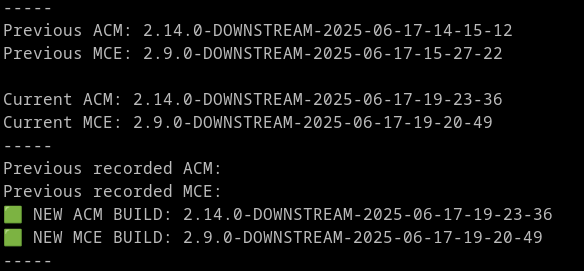 -----
Previous ACM: 2.14.0-DOWNSTREAM-2025-06-17-14-15-12
Previous MCE: 2.9.0-DOWNSTREAM-2025-06-17-15-27-22

Current ACM: 2.14.0-DOWNSTREAM-2025-06-17-19-23-36
Current MCE: 2.9.0-DOWNSTREAM-2025-06-17-19-20-49
-----
Previous recorded ACM:
Previous recorded MCE:
🟩 NEW ACM BUILD: 2.14.0-DOWNSTREAM-2025-06-17-19-23-36
🟩 NEW MCE BUILD: 2.9.0-DOWNSTREAM-2025-06-17-19-20-49
-----